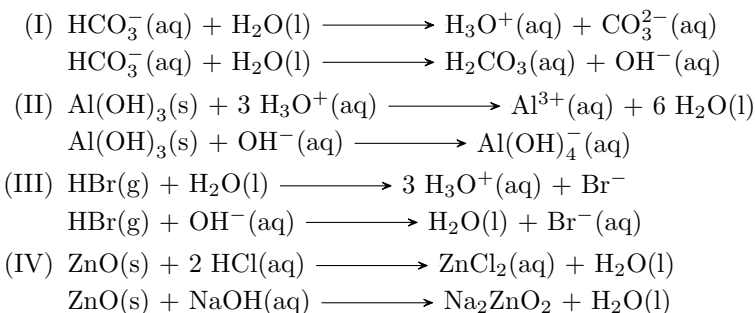 (I) HCO₃⁻(aq) + H₂O(l) ⟶ H₃O⁺(aq) + CO₃²⁻(aq)
HCO₃⁻(aq) + H₂O(l) ⟶ H₂CO₃(aq) + OH⁻(aq)
(II) Al(OH)₃(s) + 3 H₃O⁺(aq) ⟶ Al³⁺(aq) + 6 H₂O(l)
Al(OH)₃(s) + OH⁻(aq) ⟶ Al(OH)₄⁻(aq)
(III) HBr(g) + H₂O(l) ⟶ 3 H₃O⁺(aq) + Br⁻
HBr(g) + OH⁻(aq) ⟶ H₂O(l) + Br⁻(aq)
(IV) ZnO(s) + 2 HCl(aq) ⟶ ZnCl₂(aq) + H₂O(l)
ZnO(s) + NaOH(aq) ⟶ Na₂ZnO₂ + H₂O(l)